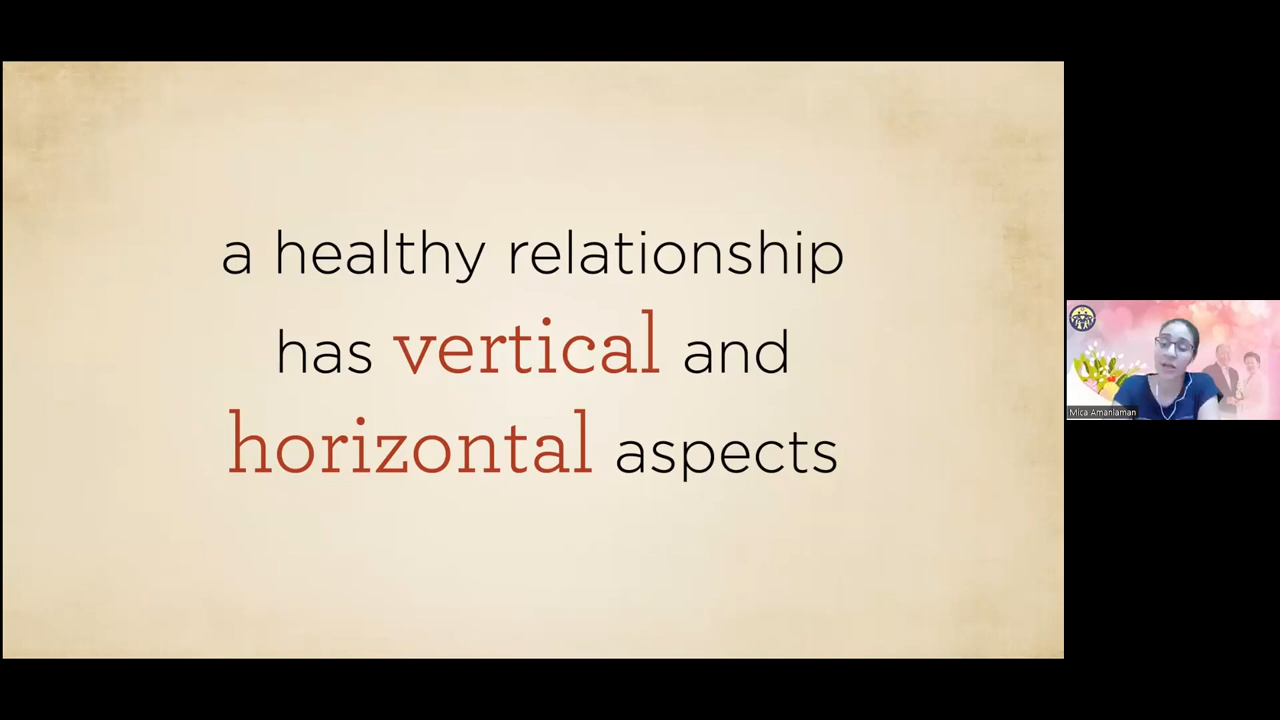 a healthy relationship
has vertical and
horizontal aspects
Mica Amanlaman